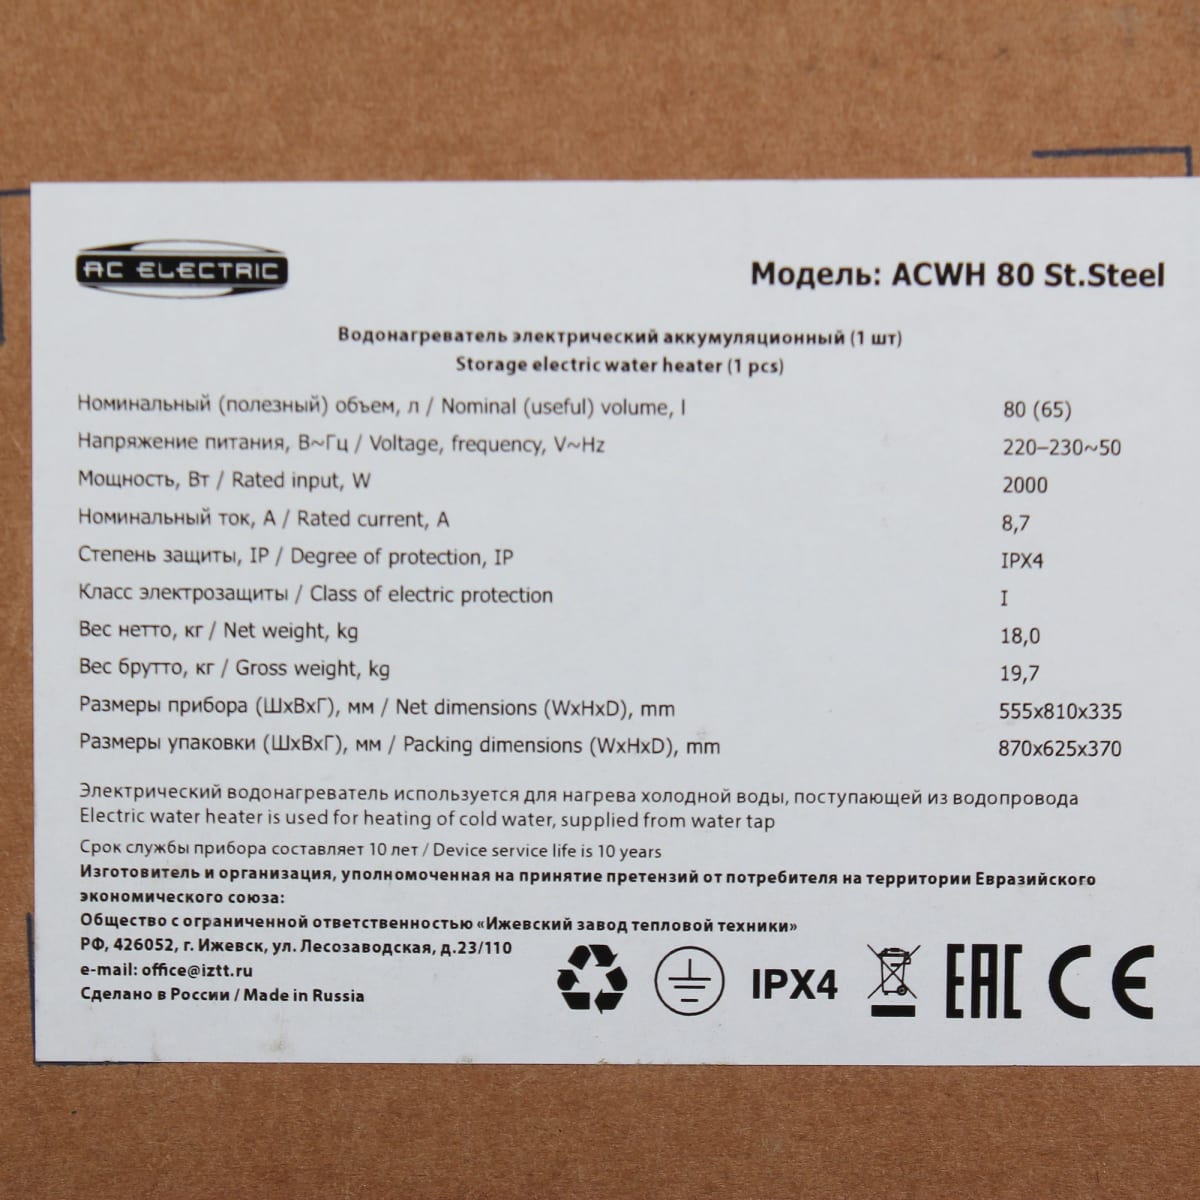 AC ELECTRIC
Модель: ACWH 80 St.Steel
Водонагреватель электрический аккумуляционный (1 шт)
Storage electric water heater (1 pcs)
Номинальный (полезный) объем, л / Nominal (useful) volume, l 80 (65)
Напряжение питания, В~Гц / Voltage, frequency, V~Hz 220–230~50
Мощность, Вт / Rated input, W 2000
Номинальный ток, А / Rated current, A 8,7
Степень защиты, IP / Degree of protection, IP IPX4
Класс электрозащиты / Class of electric protection I
Вес нетто, кг / Net weight, kg 18,0
Вес брутто, кг / Gross weight, kg 19,7
Размеры прибора (ШхВхГ), мм / Net dimensions (WxHxD), mm 555x810x335
Размеры упаковки (ШхВхГ), мм / Packing dimensions (WxHxD), mm 870x625x370
Электрический водонагреватель используется для нагрева холодной воды, поступающей из водопровода
Electric water heater is used for heating of cold water, supplied from water tap
Срок службы прибора составляет 10 лет / Device service life is 10 years
Изготовитель и организация, уполномоченная на принятие претензий от потребителя на территории Евразийского
экономического союза:
Общество с ограниченной ответственностью «Ижевский завод тепловой техники»
РФ, 426052, г. Ижевск, ул. Лесозаводская, д.23/110
e-mail: office@iztt.ru
Сделано в России / Made in Russia
IPX4
EAC CE